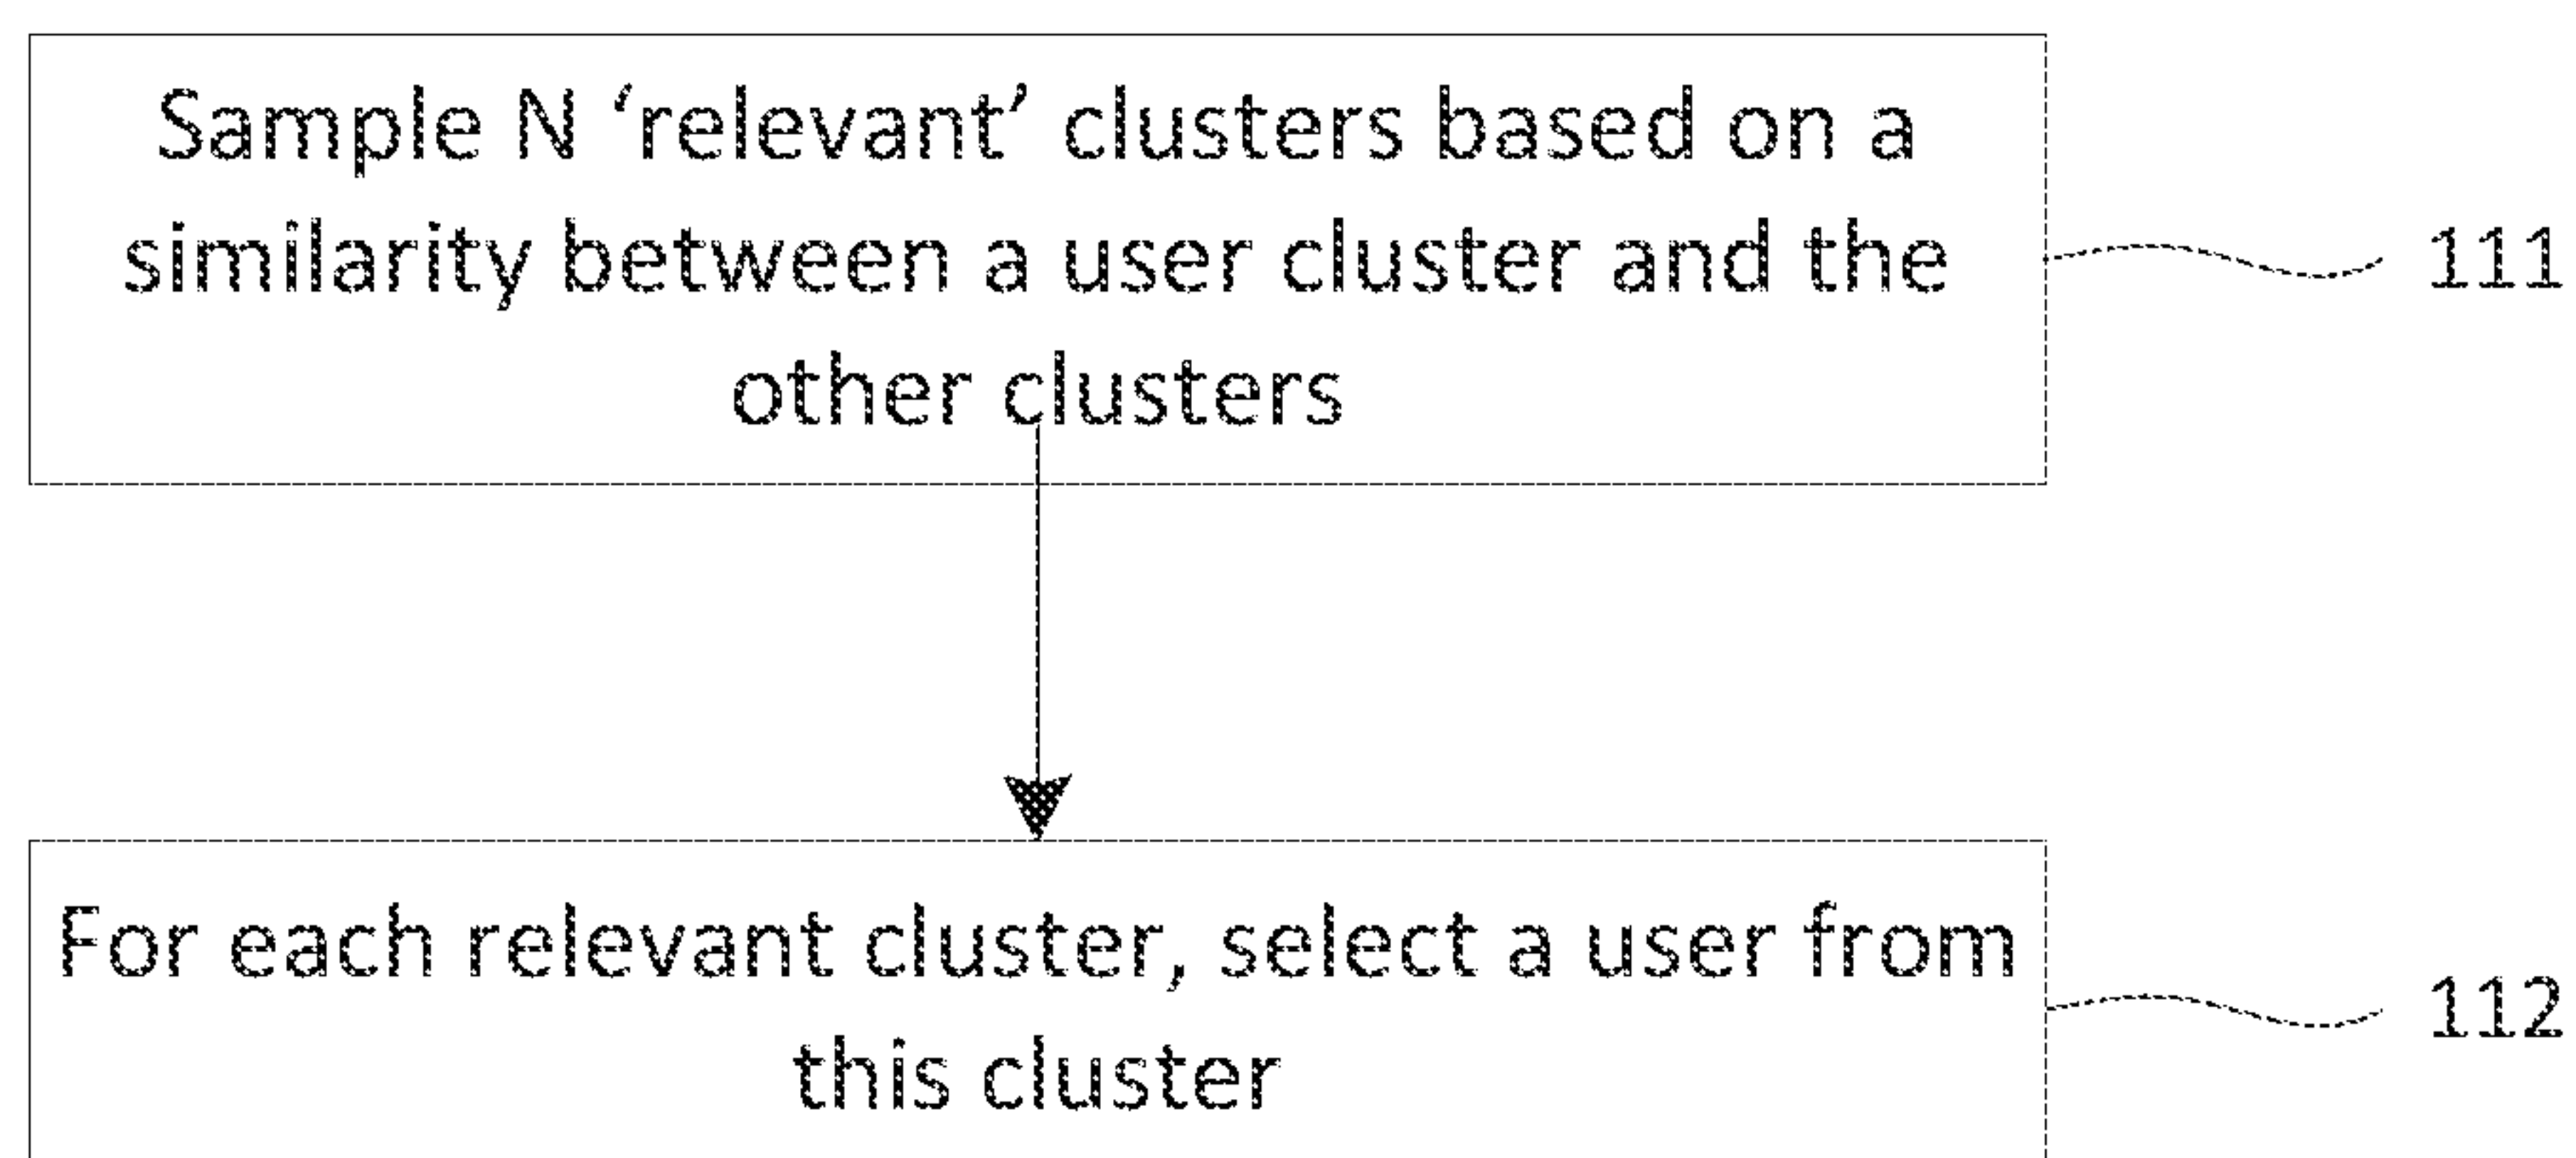 Sample N ‘relevant’ clusters based on a
similarity between a user cluster and the
other clusters
111
For each relevant cluster, select a user from
this cluster
112